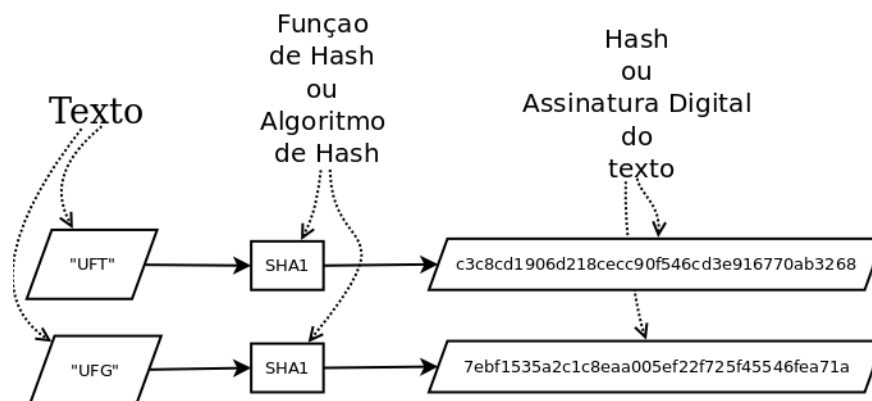 Texto
Funçao
de Hash
ou
Algoritmo
de Hash
Hash
ou
Assinatura Digital
do
texto
"UFT"
SHA1
c3c8cd1906d218cecc90f546cd3e916770ab3268
"UFG"
SHA1
7ebf1535a2c1c8eaa005ef22f725f45546fea71a